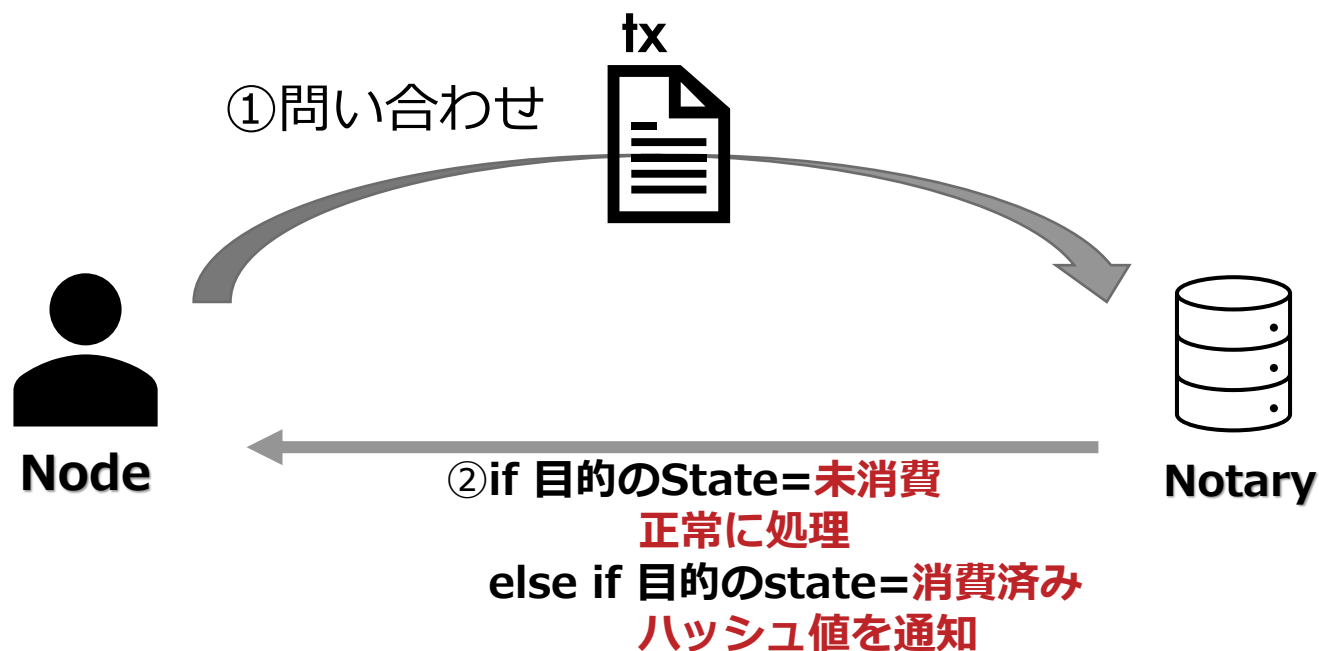 tx
①問い合わせ
Node
Notary
②if 目的のState=未消費
正常に処理
else if 目的のstate=消費済み
ハッシュ値を通知